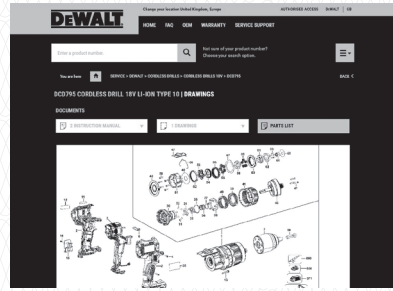 Change your location United Kingdom, Europe
AUTHORISED ACCESS DeWALT GB
DEWALT
HOME FAQ OEM WARRANTY SERVICE SUPPORT
Enter a product number.
Not sure of your product number?
Choose your search option.
You are here
SERVICE > DEWALT > CORDLESS DRILLS > CORDLESS DRILLS 18V > DCD795
BACK <
DCD795 CORDLESS DRILL 18V LI-ION TYPE 10 | DRAWINGS
DOCUMENTS
2 INSTRUCTION MANUAL
1 DRAWINGS
PARTS LIST